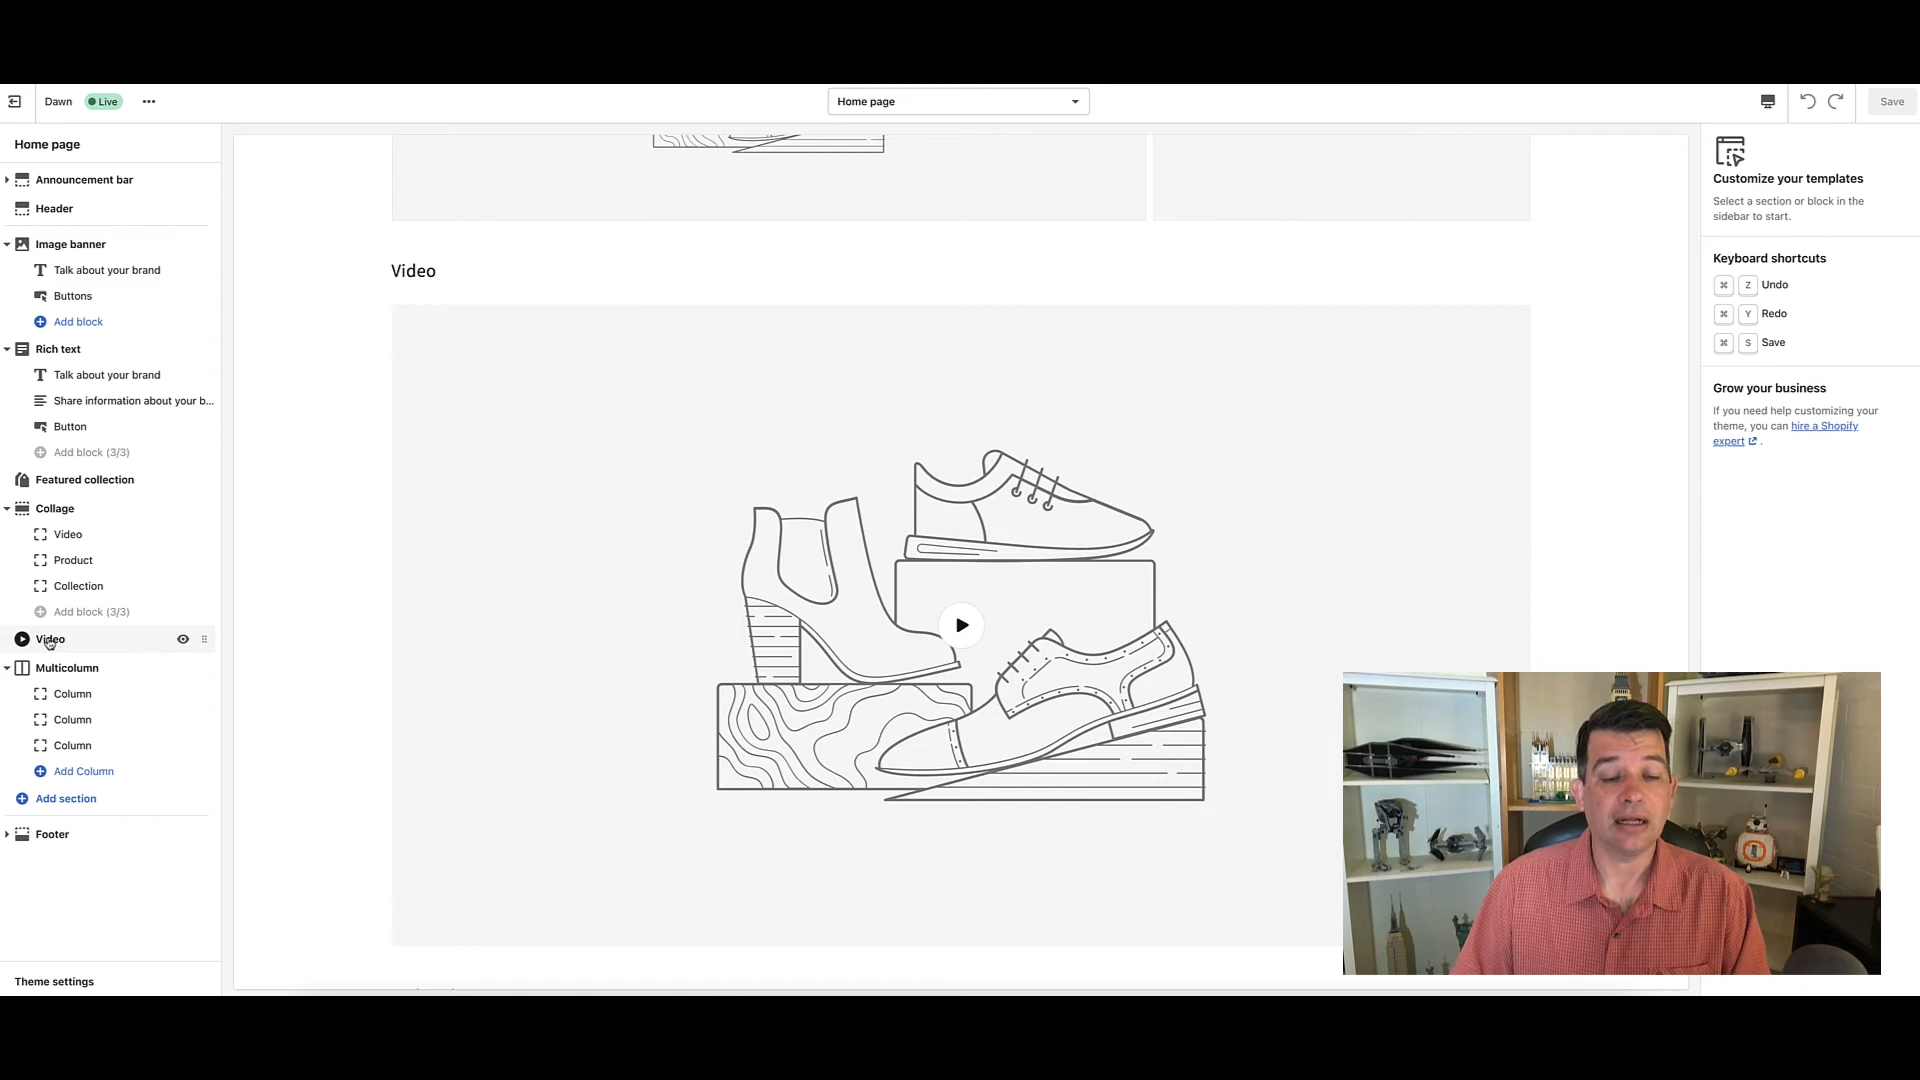 Dawn
Live
Home page
Save
Home page
Announcement bar
Header
Image banner
Talk about your brand
Buttons
Add block
Rich text
Talk about your brand
Share information about your b...
Button
Add block (3/3)
Featured collection
Collage
Video
Product
Collection
Add block (3/3)
Video
Multicolumn
Column
Column
Column
Add Column
Add section
Footer
Theme settings
Video
Customize your templates
Select a section or block in the
sidebar to start.
Keyboard shortcuts
⌘ Z Undo
⌘ Y Redo
⌘ S Save
Grow your business
If you need help customizing your
theme, you can hire a Shopify
expert .